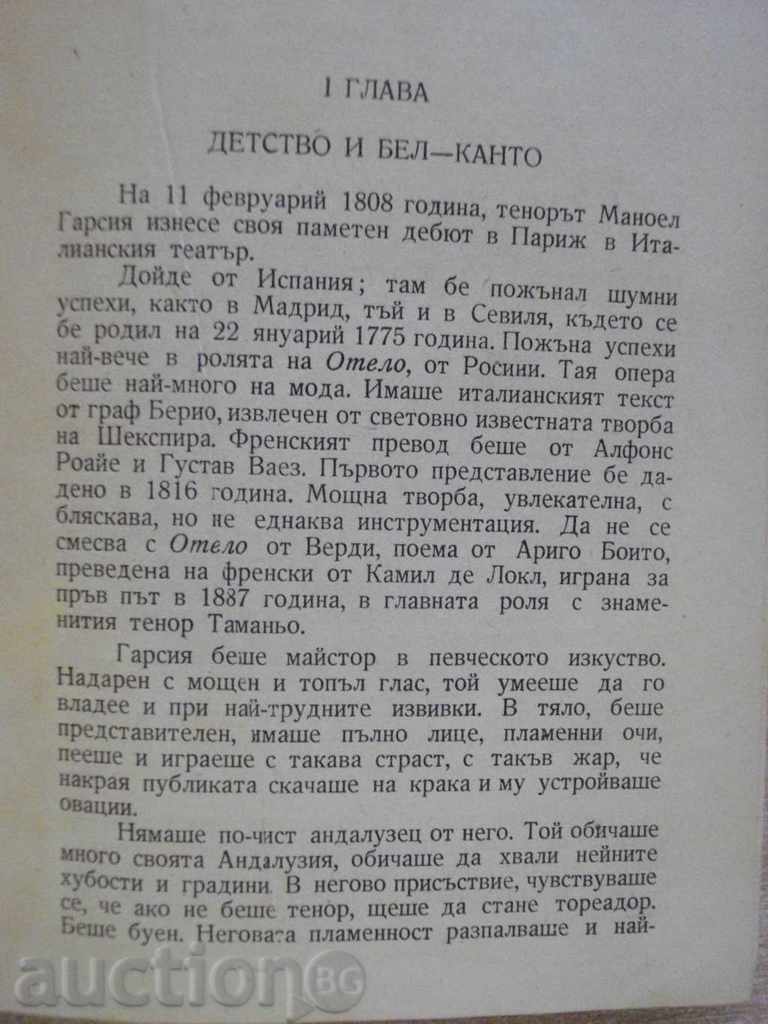 I ГЛАВА
ДЕТСТВО И БЕЛ—КАНТО
На 11 февруарий 1808 година, тенорът Маноел
Гарсия изнесе своя паметен дебют в Париж в Ита-
лианския театър.
Дойде от Испания; там бе пожънал шумни
успехи, както в Мадрид, тъй и в Севиля, където се
бе родил на 22 януарий 1775 година. Пожъна успехи
най-вече в ролята на Отело, от Росини. Тая опера
беше най-много на мода. Имаше италианският текст
от граф Берио, извлечен от световно известната творба
на Шекспира. Френският превод беше от Алфонс
Роайе и Густав Ваез. Първото представление бе да-
дено в 1816 година. Мощна творба, увлекателна, с
бляскава, но не еднаква инструментация. Да не се
смесва с Отело от Верди, поема от Ариго Боито,
преведена на френски от Камил де Локл, играна за
пръв път в 1887 година, в главната роля с знаме-
нития тенор Таманьо.
Гарсия беше майстор в певческото изкуство.
Надарен с мощен и топъл глас, той умееше да го
владее и при най-трудните извивки. В тяло, беше
представителен, имаше пълно лице, пламенни очи,
пееше и играеше с такава страст, с такъв жар, че
накрая публиката скачаше на крака и му устройваше
овации.
Нямаше по-чист андалузец от него. Той обичаше
много своята Андалузия, обичаше да хвали нейните
хубости и градини. В негово присъствие, чувствуваше
се, че ако не беше тенор, щеше да стане тореадор.
Беше буен. Неговата пламенност разпалваше и най-
auctionBG